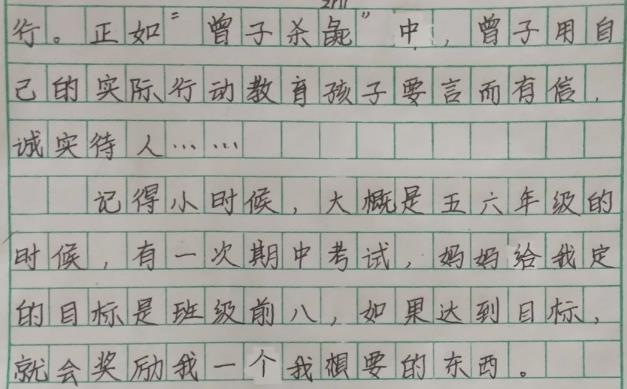 行。正如“曾子杀彘”中，曾子用自
己的实际行动教育孩子要言而有信，
诚实待人……
记得小时候，大概是五六年级的
时候，有一次期中考试，妈妈给我定
的目标是班级前八，如果达到目标，
就会奖励我一个我想要的东西。